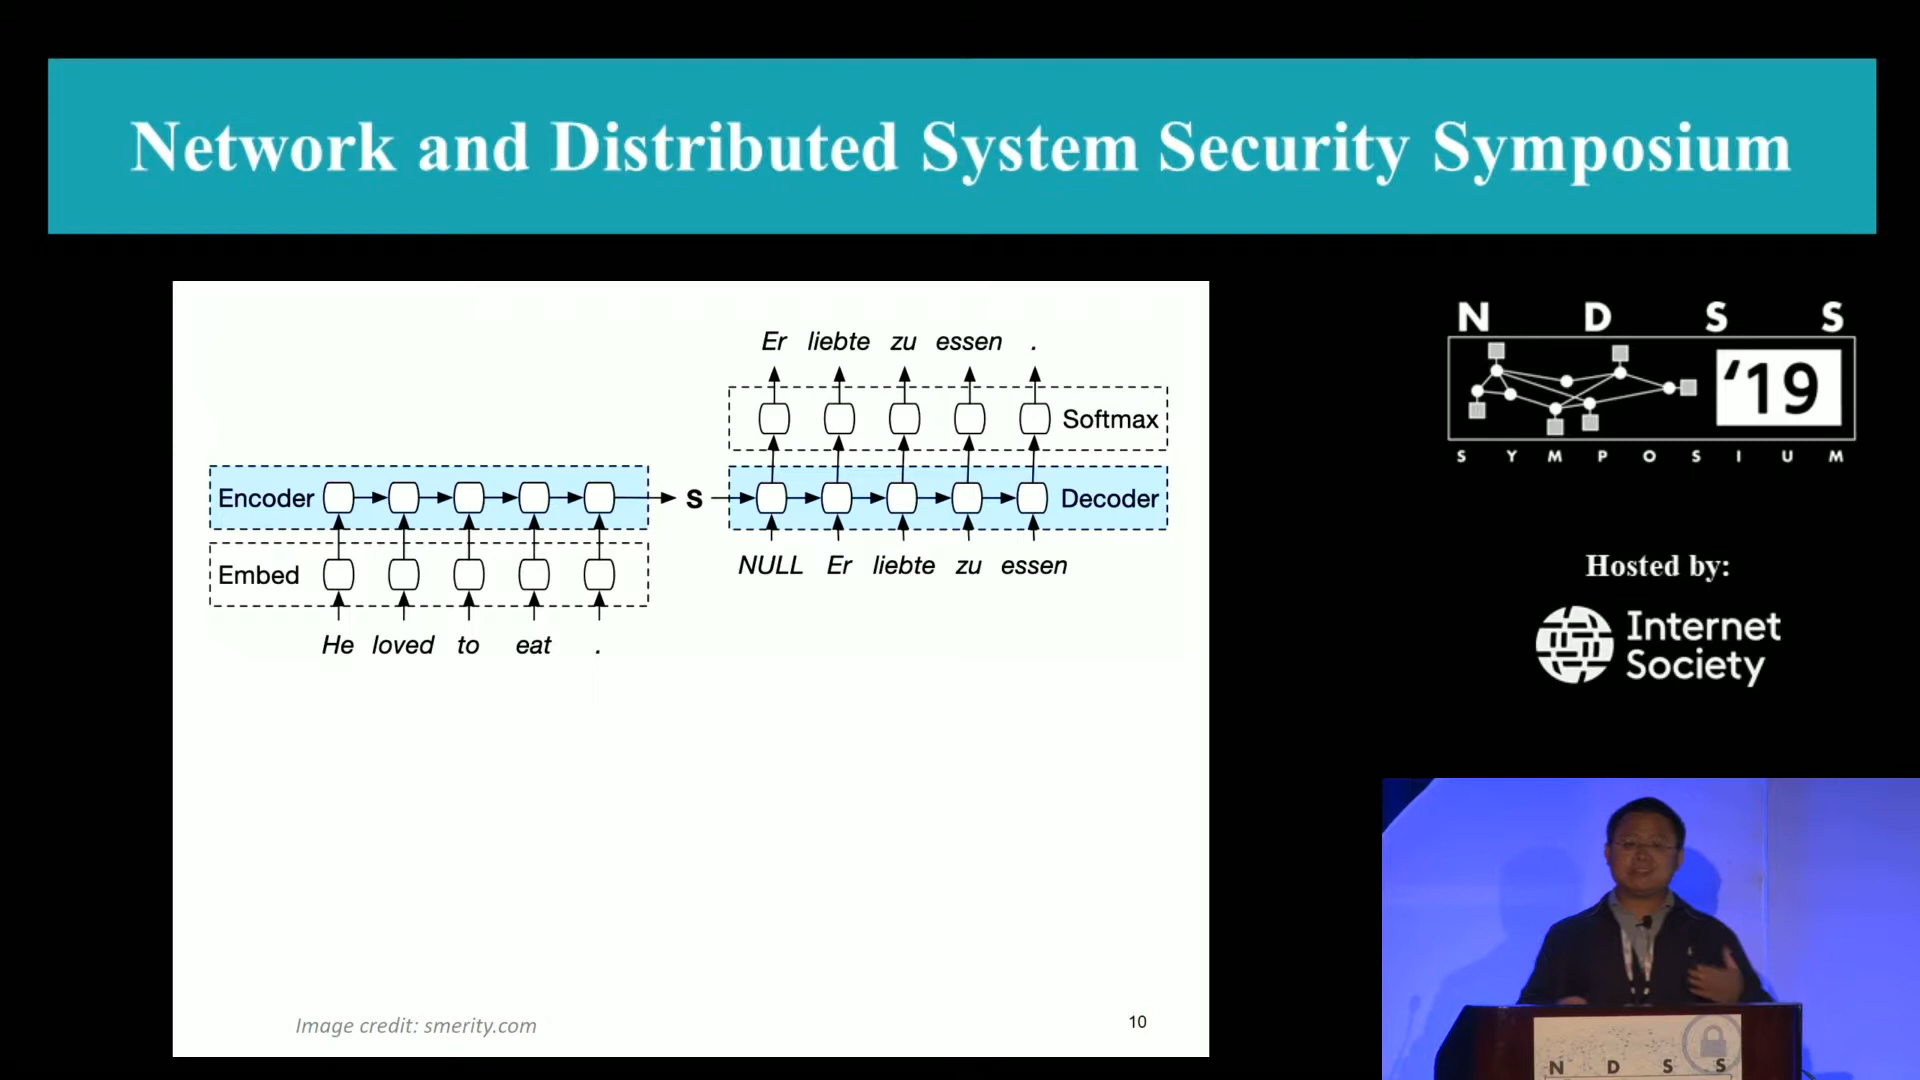 Network and Distributed System Security Symposium
Er liebte zu essen .
Softmax
Encoder
S
Decoder
NULL Er liebte zu essen
Embed
He loved to eat .
Image credit: smerity.com
10
N D S S
'19
S Y M P O S I U M
Hosted by:
Internet
Society
N D S S